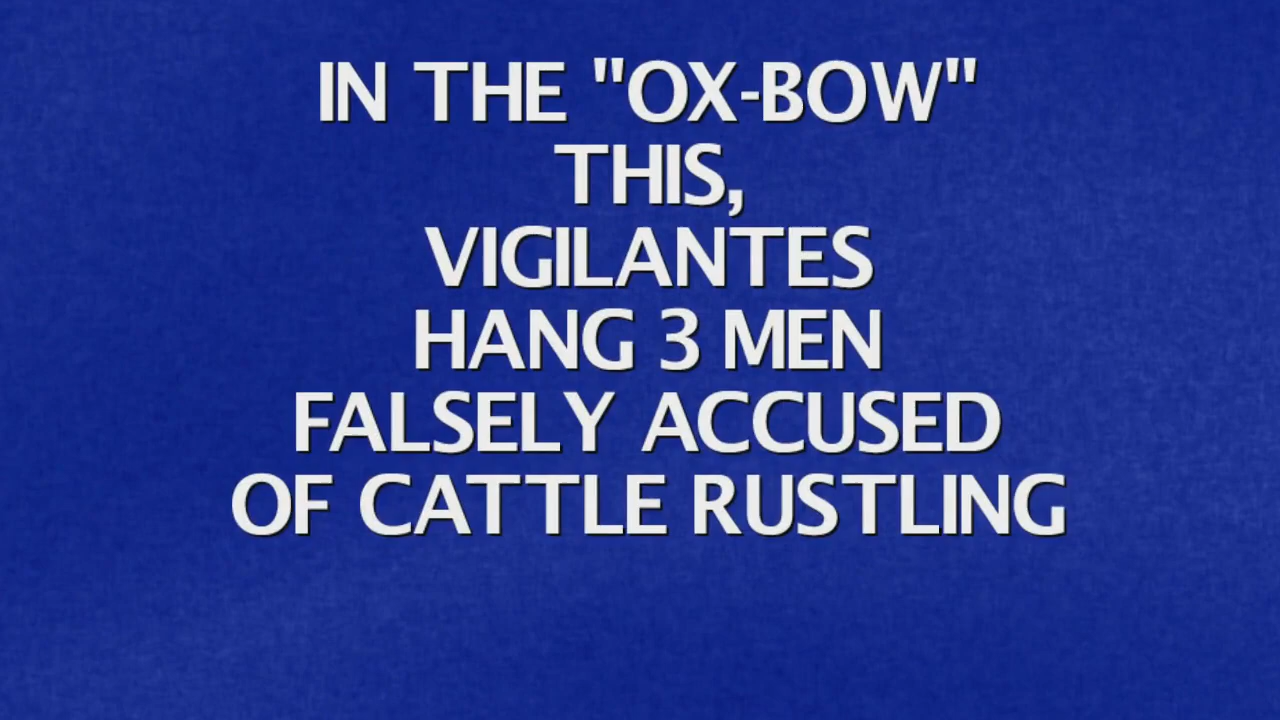 IN THE "OX-BOW"
THIS,
VIGILANTES
HANG 3 MEN
FALSELY ACCUSED
OF CATTLE RUSTLING